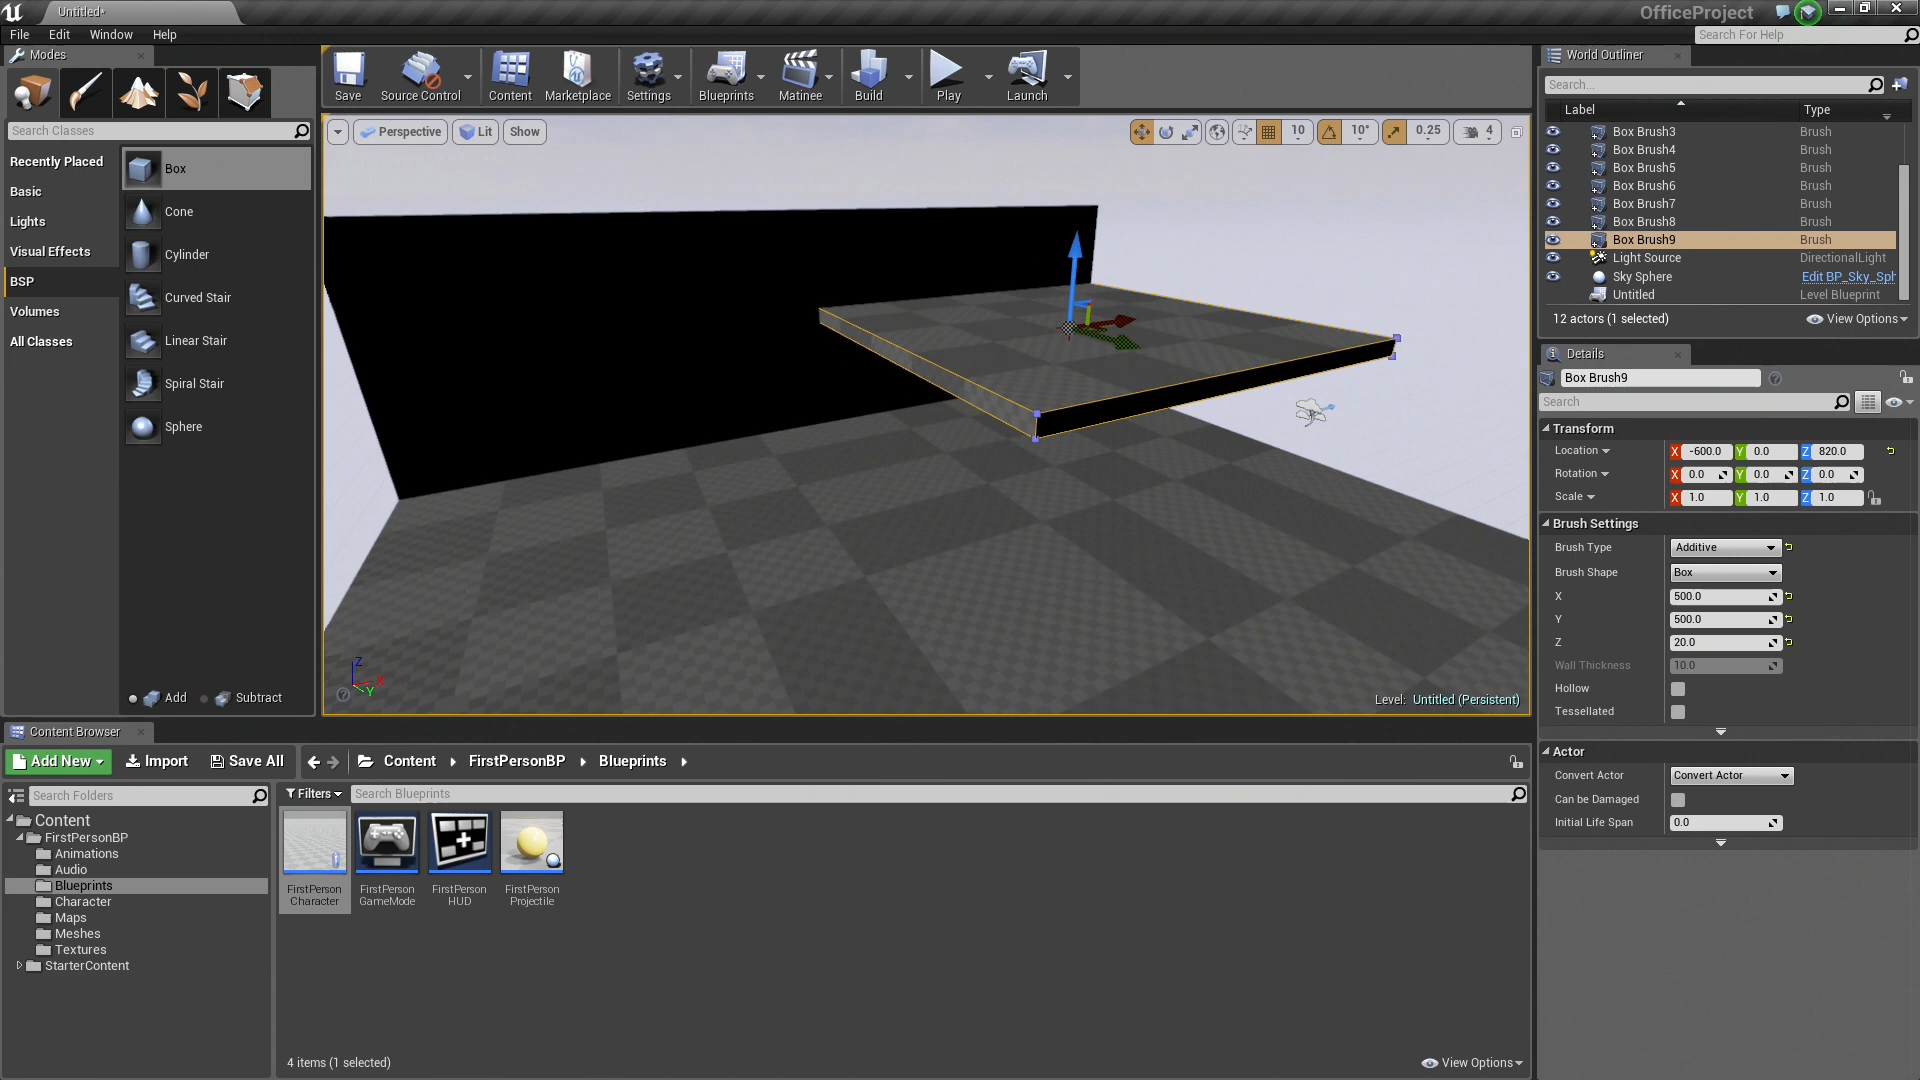 Untitled*
OfficeProject
File Edit Window Help
Search For Help
Modes
Search Classes
Recently Placed
Basic
Lights
Visual Effects
BSP
Volumes
All Classes
Box
Cone
Cylinder
Curved Stair
Linear Stair
Spiral Stair
Sphere
Add Subtract
Save Source Control Content Marketplace Settings Blueprints Matinee Build Play Launch
Perspective Lit Show 10 10° 0.25 4
Z
X
Y
Level: Untitled (Persistent)
World Outliner
Search...
Label Type
Box Brush3 Brush
Box Brush4 Brush
Box Brush5 Brush
Box Brush6 Brush
Box Brush7 Brush
Box Brush8 Brush
Box Brush9 Brush
Light Source DirectionalLight
Sky Sphere Edit BP_Sky_Sph
Untitled Level Blueprint
12 actors (1 selected) View Options
Details
Box Brush9
Search
Transform
Location X -600.0 Y 0.0 Z 820.0
Rotation X 0.0 Y 0.0 Z 0.0
Scale X 1.0 Y 1.0 Z 1.0
Brush Settings
Brush Type Additive
Brush Shape Box
X 500.0
Y 500.0
Z 20.0
Wall Thickness 10.0
Hollow
Tessellated
Actor
Convert Actor Convert Actor
Can be Damaged
Initial Life Span 0.0
Content Browser
Add New Import Save All Content FirstPersonBP Blueprints
Search Folders
Filters Search Blueprints
Content
FirstPersonBP
Animations
Audio
Blueprints
Character
Maps
Meshes
Textures
StarterContent
FirstPerson Character
FirstPerson GameMode
FirstPerson HUD
FirstPerson Projectile
4 items (1 selected) View Options